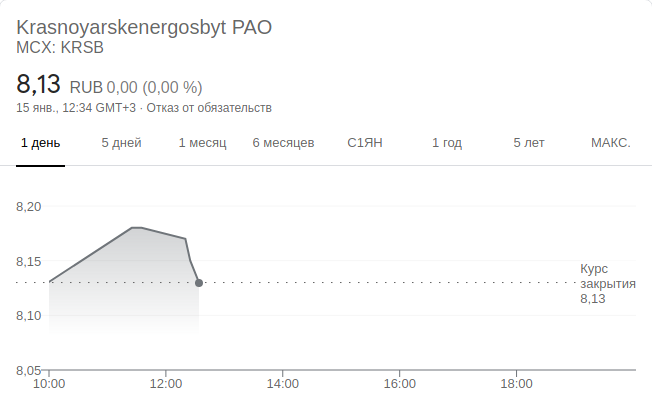 Krasnoyarskenergosbyt PAO
MCX: KRSB
8,13 RUB 0,00 (0,00 %)
15 янв., 12:34 GMT+3 · Отказ от обязательств
1 день 5 дней 1 месяц 6 месяцев С1ЯН 1 год 5 лет МАКС.
8,20
8,15
Курс
закрытия
8,13
8,10
8,05
10:00 12:00 14:00 16:00 18:00